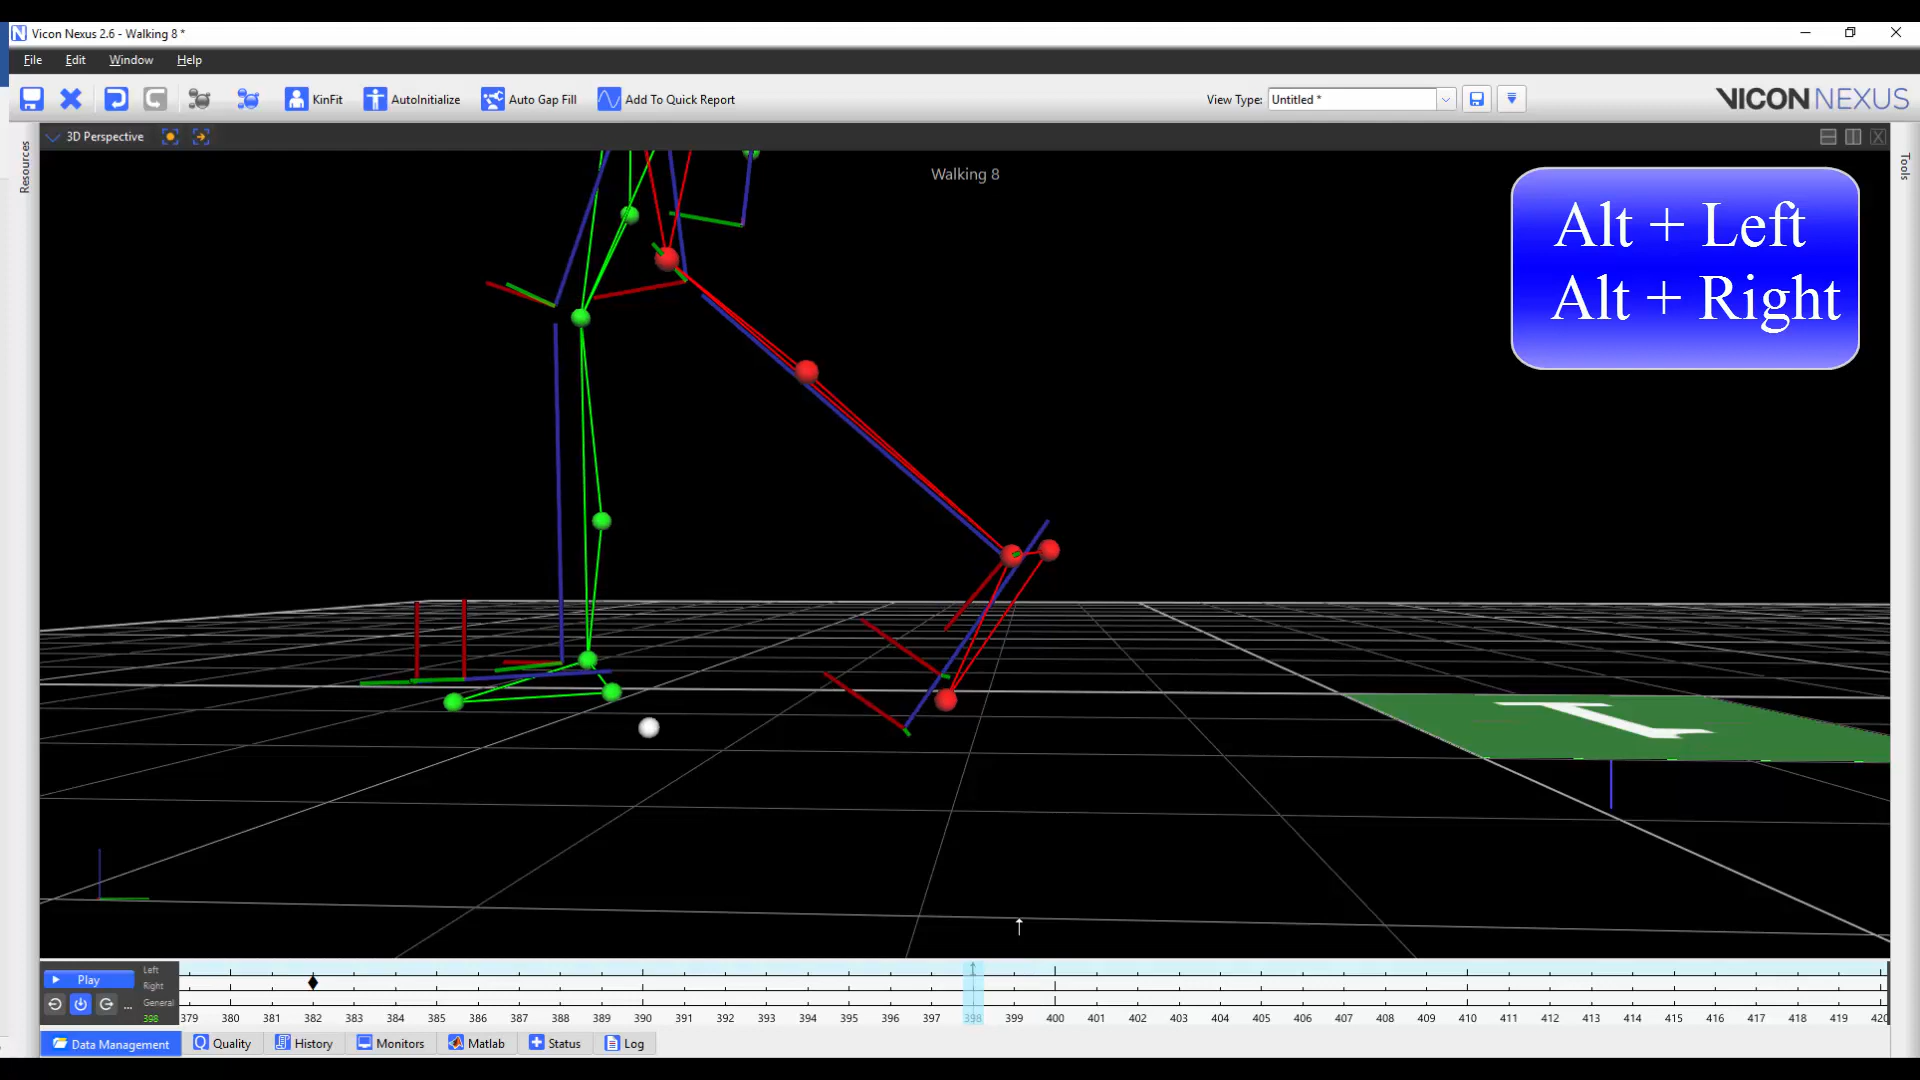 Vicon Nexus 2.6 - Walking 8 *
File Edit Window Help
KinFit AutoInitialize Auto Gap Fill Add To Quick Report View Type: Untitled * VICON NEXUS
Resources
3D Perspective
Tools
Walking 8
Alt + Left
Alt + Right
Play
Left
Right
General
398
...
379 380 381 382 383 384 385 386 387 388 389 390 391 392 393 394 395 396 397 398 399 400 401 402 403 404 405 406 407 408 409 410 411 412 413 414 415 416 417 418 419 420
Data Management Quality History Monitors Matlab Status Log